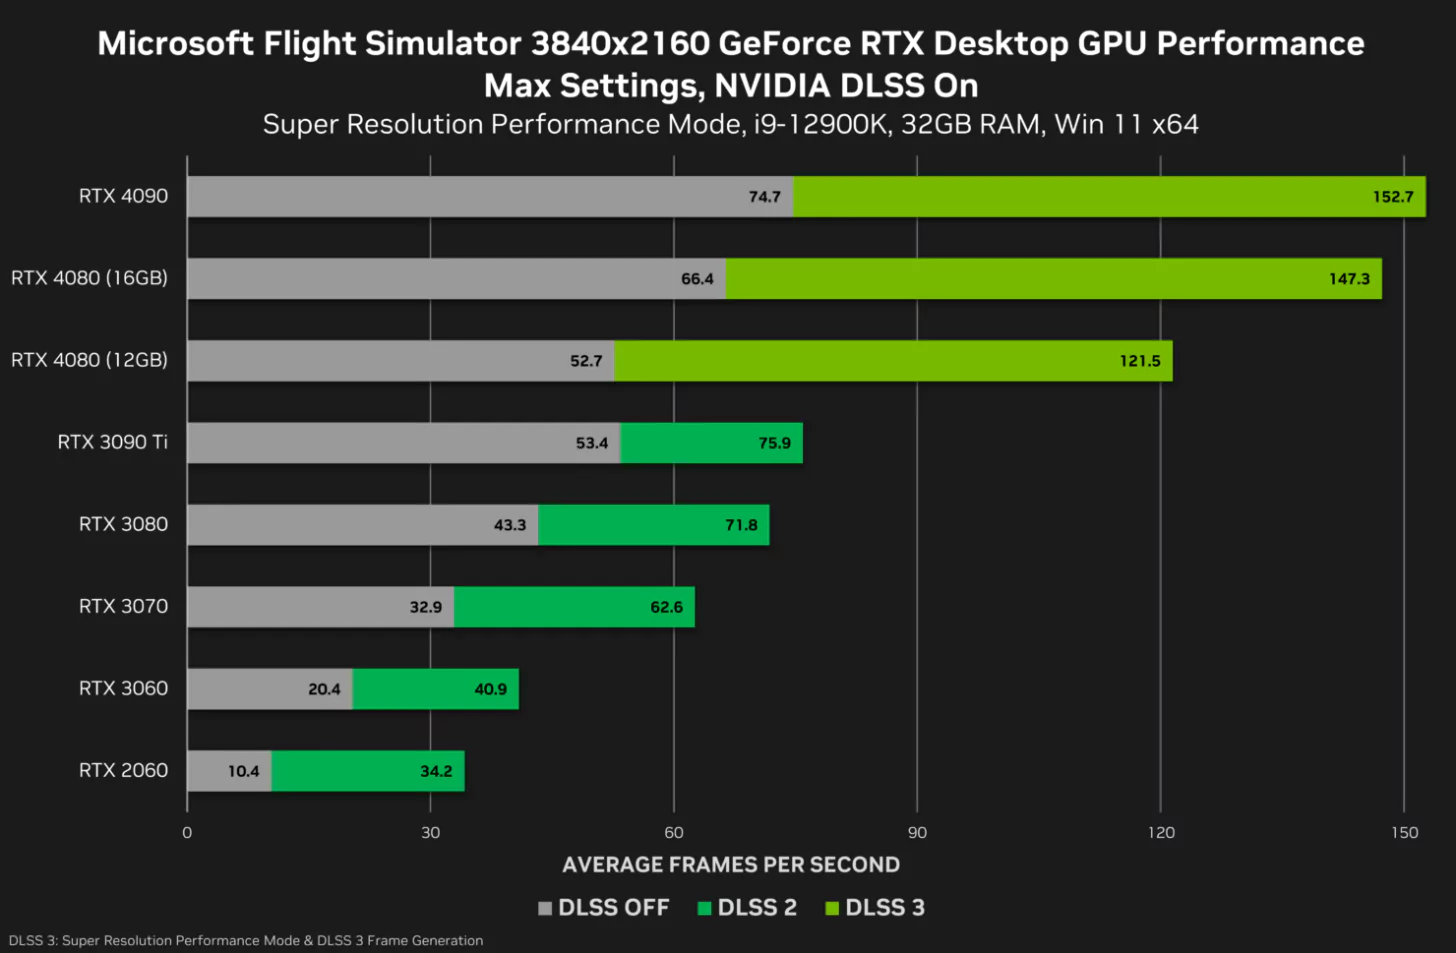 Microsoft Flight Simulator 3840x2160 GeForce RTX Desktop GPU Performance
Max Settings, NVIDIA DLSS On
Super Resolution Performance Mode, i9-12900K, 32GB RAM, Win 11 x64
RTX 4090 74.7 152.7
RTX 4080 (16GB) 66.4 147.3
RTX 4080 (12GB) 52.7 121.5
RTX 3090 Ti 53.4 75.9
RTX 3080 43.3 71.8
RTX 3070 32.9 62.6
RTX 3060 20.4 40.9
RTX 2060 10.4 34.2
0 30 60 90 120 150
AVERAGE FRAMES PER SECOND
DLSS OFF DLSS 2 DLSS 3
DLSS 3: Super Resolution Performance Mode & DLSS 3 Frame Generation